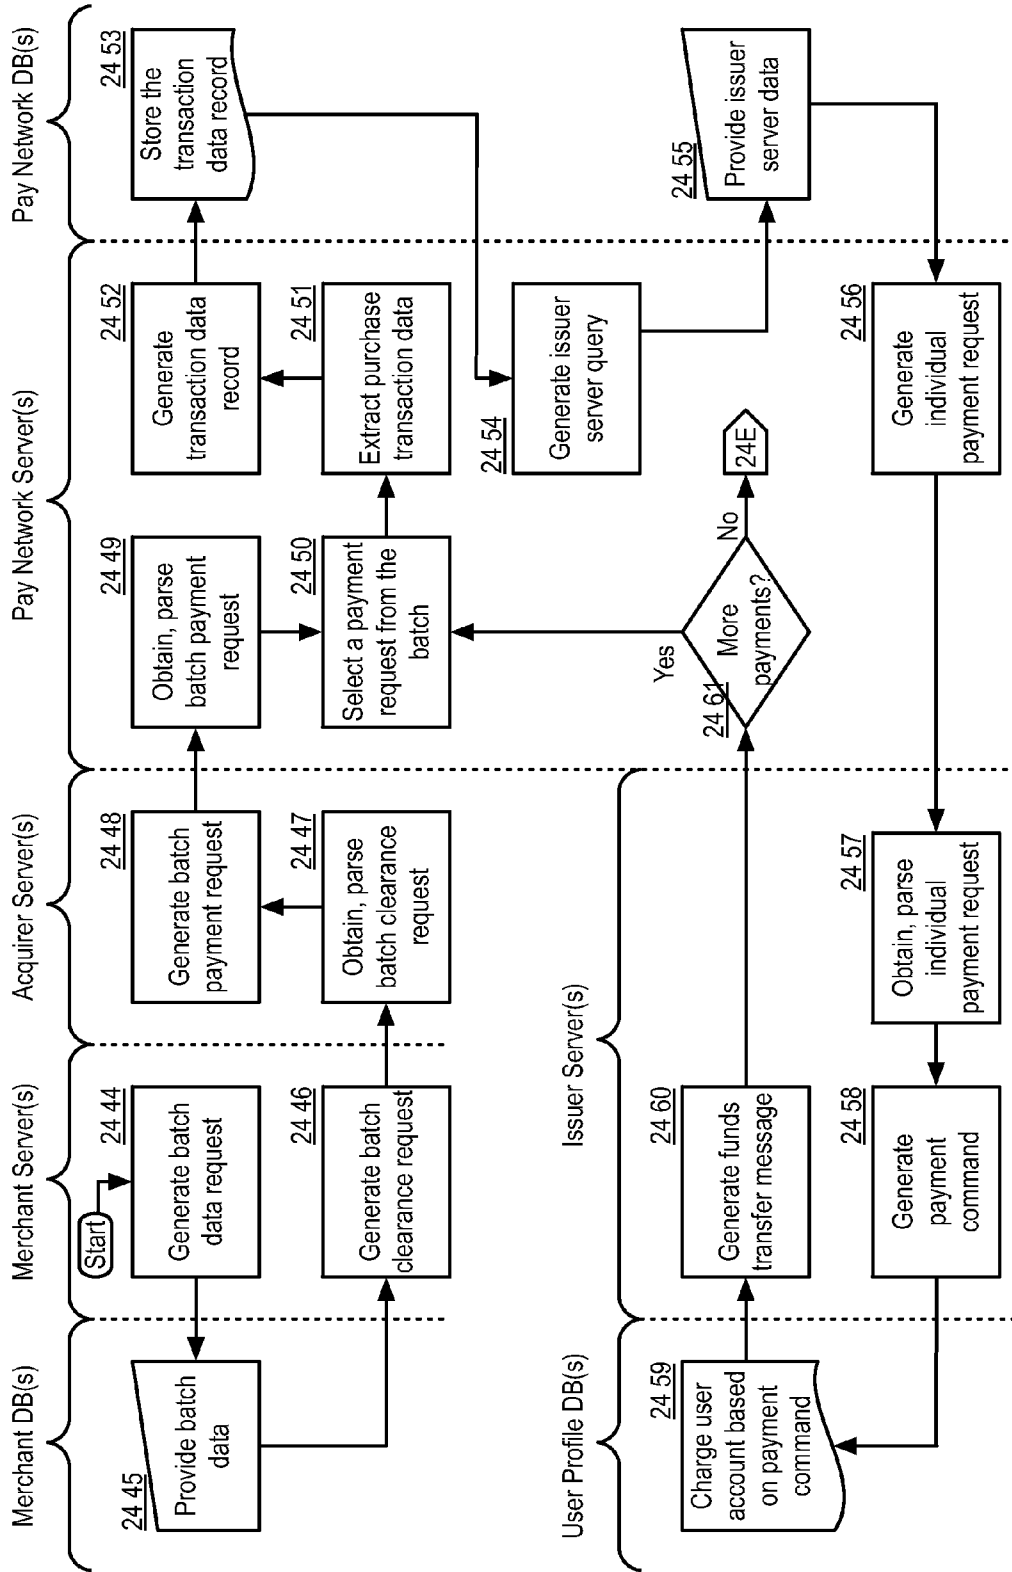 Merchant DB(s)
Merchant Server(s)
Acquirer Server(s)
Pay Network Server(s)
Pay Network DB(s)
Start
24 44
Generate batch
data request
24 45
Provide batch
data
24 46
Generate batch
clearance request
24 47
Obtain, parse
batch clearance
request
24 48
Generate batch
payment request
24 49
Obtain, parse
batch payment
request
24 50
Select a payment
request from the
batch
24 51
Extract purchase
transaction data
24 52
Generate
transaction data
record
24 53
Store the
transaction
data record
24 54
Generate issuer
server query
24 55
Provide issuer
server data
24 56
Generate
individual
payment request
User Profile DB(s)
Issuer Server(s)
24 57
Obtain, parse
individual
payment request
24 58
Generate
payment
command
24 59
Charge user
account based
on payment
command
24 60
Generate funds
transfer message
24 61
More
payments?
Yes
No
24E